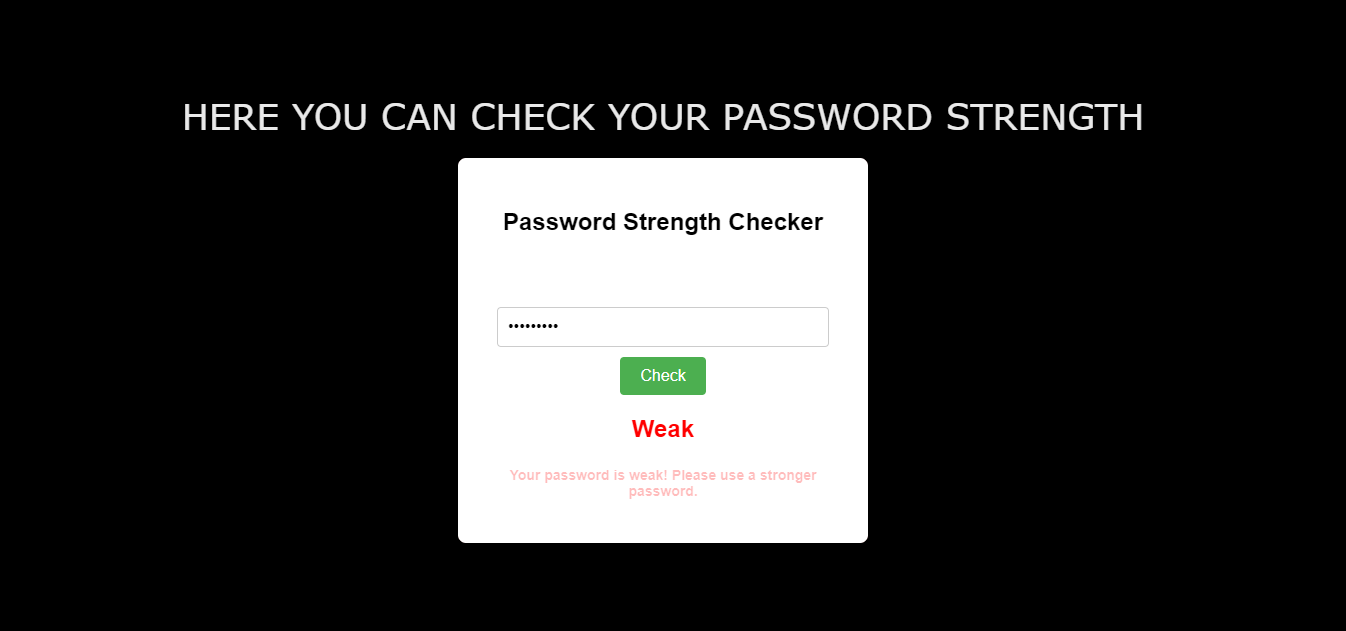 HERE YOU CAN CHECK YOUR PASSWORD STRENGTH
Password Strength Checker
•••••••••
Check
Weak
Your password is weak! Please use a stronger
password.